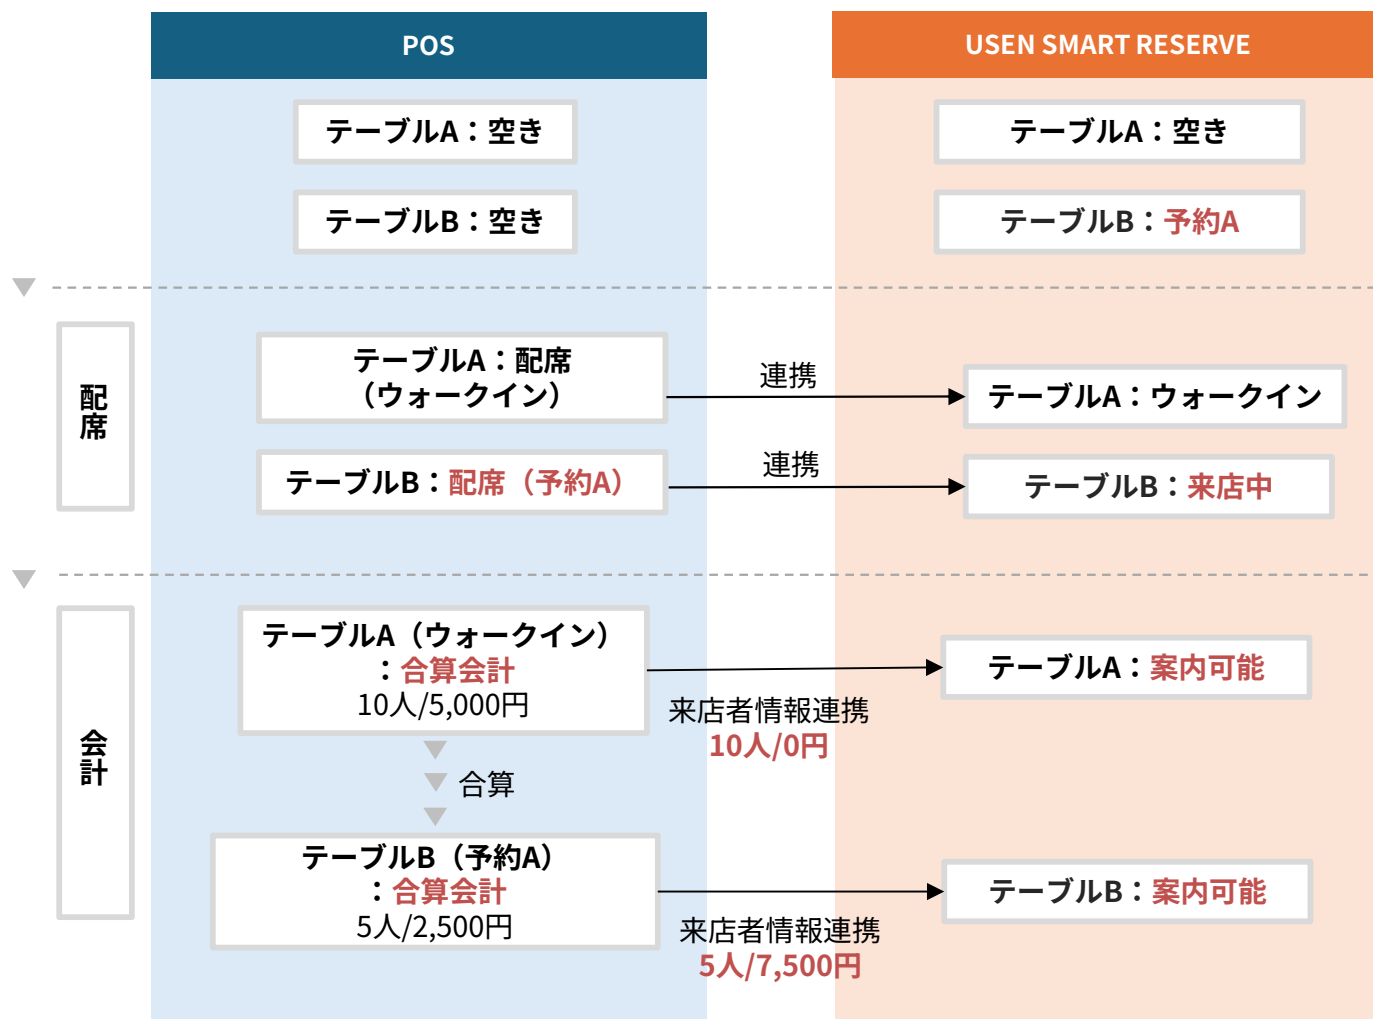 POS
USEN SMART RESERVE
テーブルA：空き
テーブルA：空き
テーブルB：空き
テーブルB：予約A
配席
テーブルA：配席
（ウォークイン）
連携
テーブルA：ウォークイン
テーブルB：配席（予約A）
連携
テーブルB：来店中
会計
テーブルA（ウォークイン）
：合算会計
10人/5,000円
来店者情報連携
10人/0円
テーブルA：案内可能
合算
テーブルB（予約A）
：合算会計
5人/2,500円
来店者情報連携
5人/7,500円
テーブルB：案内可能